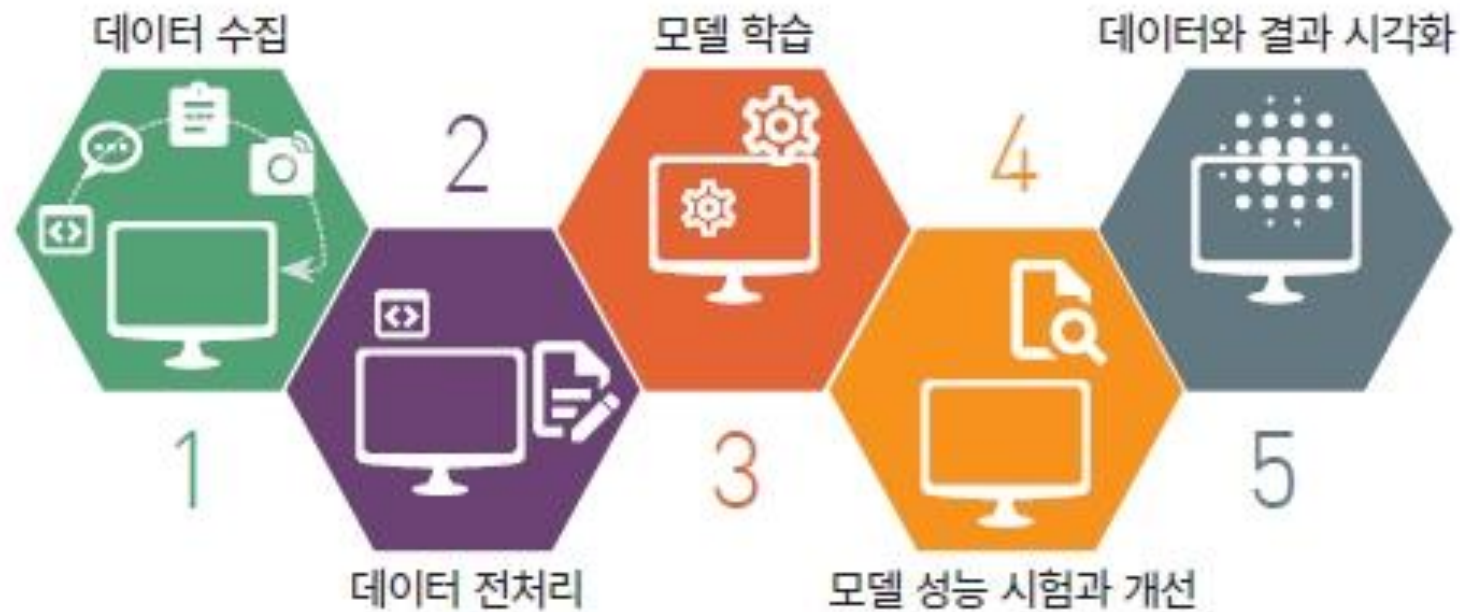 데이터 수집
1
2
데이터 전처리
모델 학습
3
4
모델 성능 시험과 개선
데이터와 결과 시각화
5